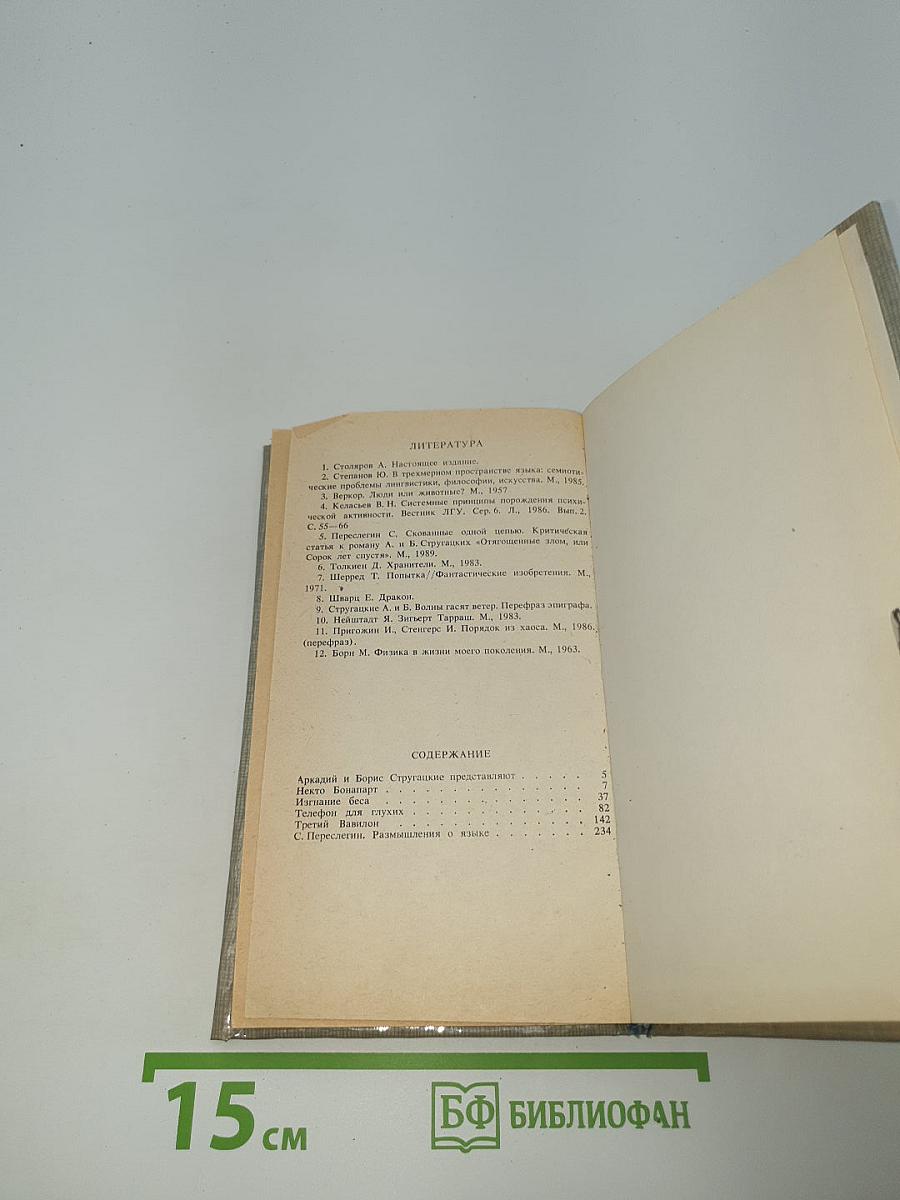 ЛИТЕРАТУРА
1. Столяров А. Настоящее издание.
2. Степанов Ю. В трехмерном пространстве языка: семиоти-
ческие проблемы лингвистики, философии, искусства. М., 1985.
3. Веркор. Люди или животные? М., 1957
4. Келасьев В. Н. Системные принципы порождения психи-
ческой активности. Вестник ЛГУ. Сер. 6. Л., 1986. Вып. 2,
С. 55—66
5. Переслегин С. Скованные одной цепью. Критическая
статья к роману А. и Б. Стругацких «Отягощенные злом, или
Сорок лет спустя». М., 1989.
6. Толкиен Д. Хранители. М., 1983.
7. Шерред Т. Попытка//Фантастические изобретения. М.,
1971.
8. Шварц Е. Дракон.
9. Стругацкие А. и Б. Волны гасят ветер. Перефраз эпиграфа.
10. Нейштадт Я. Зигьерт Тарраш. М., 1983.
11. Пригожин И., Стенгерс И. Порядок из хаоса. М., 1986.
(перефраз).
12. Борн М. Физика в жизни моего поколения. М., 1963.
СОДЕРЖАНИЕ
Аркадий и Борис Стругацкие представляют . . . . . 5
Некто Бонапарт . . . . . . . . . . . . . . . 7
Изгнание беса . . . . . . . . . . . . . . . 37
Телефон для глухих . . . . . . . . . . . . . 82
Третий Вавилон . . . . . . . . . . . . . . 142
С. Переслегин. Размышления о языке . . . . . . . 234
15 см
БФ БИБЛИОФАН